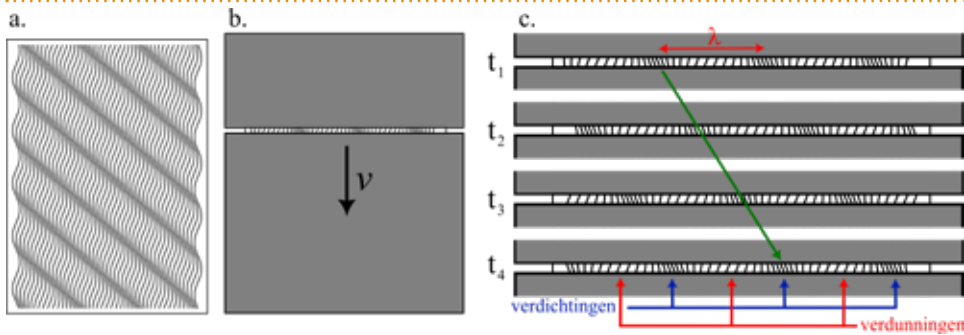 a.
b.
c.
λ
t1
t2
t3
t4
v
verdichtingen
verdunningen